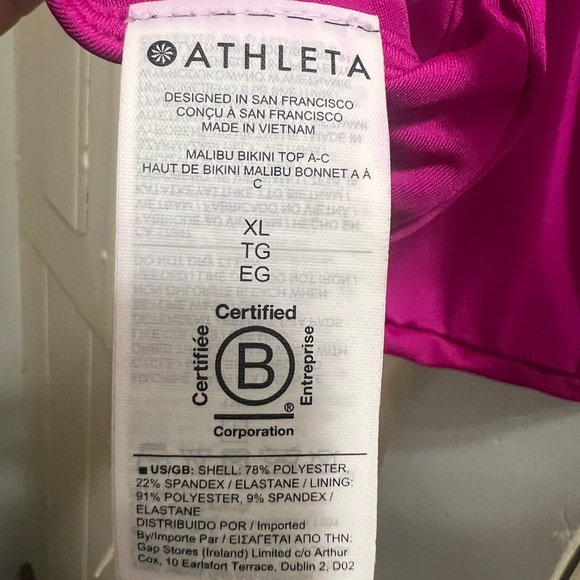 ATHLETA
DESIGNED IN SAN FRANCISCO
CONÇU À SAN FRANCISCO
MADE IN VIETNAM
MALIBU BIKINI TOP A-C
HAUT DE BIKINI MALIBU BONNET A À
C
XL
TG
EG
Certified
Certifiée
B
®
Entreprise
Corporation
■ US/GB: SHELL: 78% POLYESTER,
22% SPANDEX / ELASTANE / LINING:
91% POLYESTER, 9% SPANDEX /
ELASTANE
DISTRIBUIDO POR / Imported
By/Importe Par / ΕΙΣΑΓΕΤΑΙ ΑΠΟ ΤΗΝ:
Gap Stores (Ireland) Limited c/o Arthur
Cox, 10 Earlsfort Terrace, Dublin 2, D02